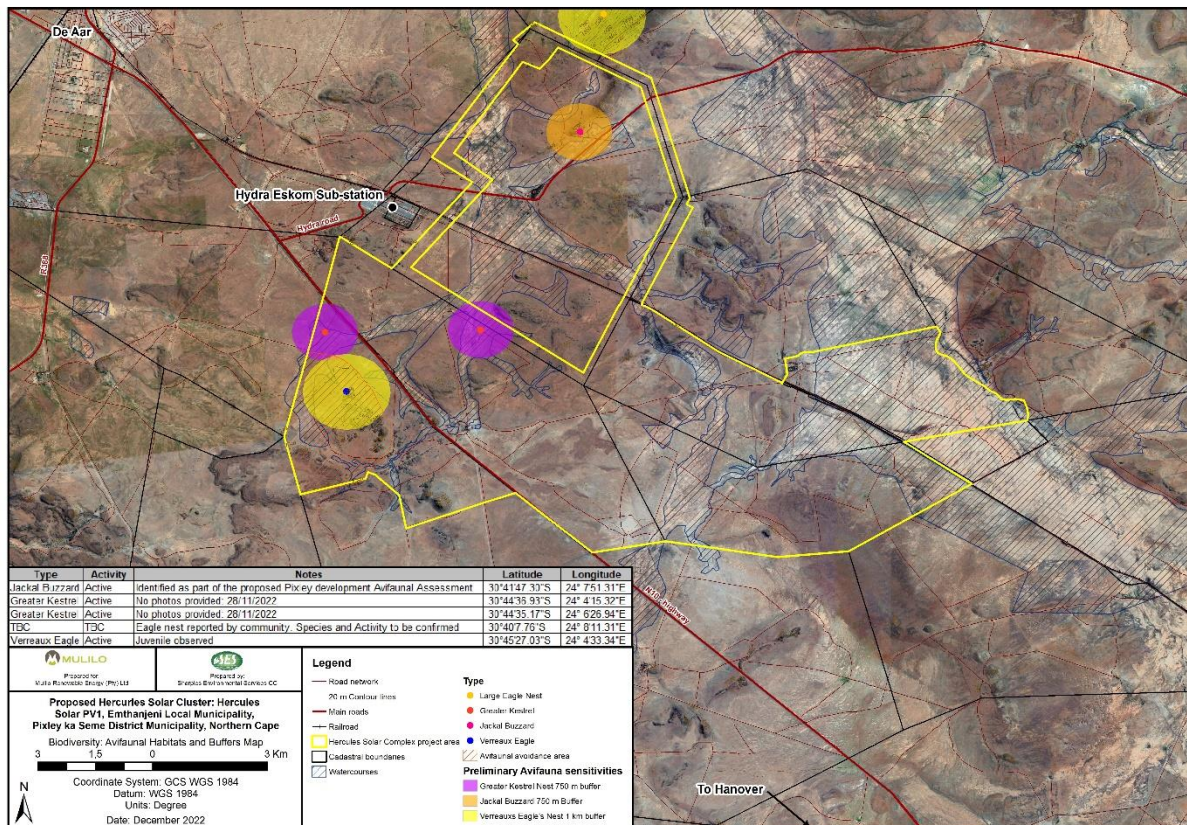 De Aar
Hydra Eskom Sub-station
Hydra road
N10 highway
To Hanover
Type Activity Notes Latitude Longitude
Jackal Buzzard Active Identified as part of the proposed Pixley development Avifaunal Assessment 30°41'47.30"S 24° 7'51.31"E
Greater Kestrel Active No photos provided: 28/11/2022 30°44'36.93"S 24° 4'15.32"E
Greater Kestrel Active No photos provided: 28/11/2022 30°44'35.17"S 24° 6'26.94"E
TBC TBC Eagle nest reported by community. Species and Activity to be confirmed 30°407.76"S 24° 8'11.31"E
Verreaux Eagle Active Juvenile observed 30°45'27.03"S 24° 4'33.34"E
MULILO
Prepared for:
Mulilo Renewable Energy (Pty) Ltd
SES
Prepared by:
Sharples Environmental Services CC
Proposed Hercurles Solar Cluster: Hercules
Solar PV1, Emthanjeni Local Municipality,
Pixley ka Seme District Municipality, Northern Cape
Biodiversity: Avifaunal Habitats and Buffers Map
3 1,5 0 3 Km
Coordinate System: GCS WGS 1984
Datum: WGS 1984
Units: Degree
Date: December 2022
N
Legend
Road network
20 m Contour lines
Main roads
Railroad
Hercules Solar Complex project area
Cadastral boundaries
Watercourses
Type
Large Eagle Nest
Greater Kestrel
Jackal Buzzard
Verreaux Eagle
Avifaunal avoidance area
Preliminary Avifauna sensitivities
Greater Kestrel Nest 750 m buffer
Jackal Buzzard 750 m Buffer
Verreauxs Eagle's Nest 1 km buffer